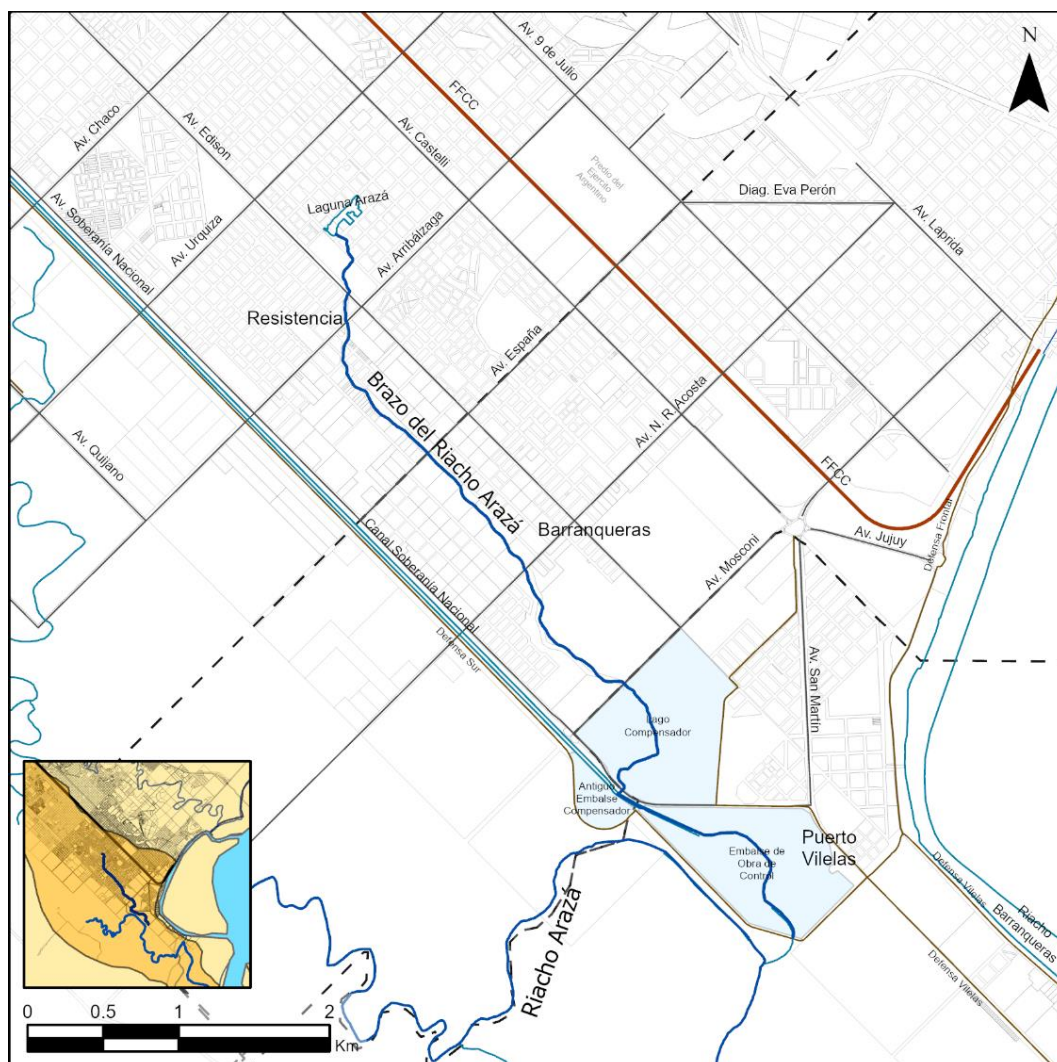 N
Av. 9 de Julio
FFCC
Av. Chaco
Av. Edison
Av. Castelli
Predio del
Ejercito
Argentino
Diag. Eva Perón
Av. Laprida
Laguna Arazá
Av. Soberanía Nacional
Av. Urquiza
Av. Arribálzaga
Resistencia
Av. España
Brazo del Riacho Arazá
Av. N. R. Acosta
Av. Quijano
FFCC
Barranqueras
Av. Jujuy
Defensa Frontal
Canal Soberanía Nacional
Av. Mosconi
Defensa Sur
Av. San Martín
Lago
Compensador
Antiguo
Embalse
Compensador
Puerto
Vilelas
Embalse de
Obra de
Control
Defensa Vilelas
Riacho
Barranqueras
Riacho Arazá
Defensa Vilelas
0 0.5 1 2
Km